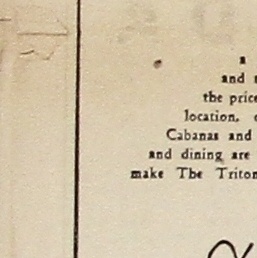 a
and
the price
location,
Cabanas and
and dining are
make The Triton